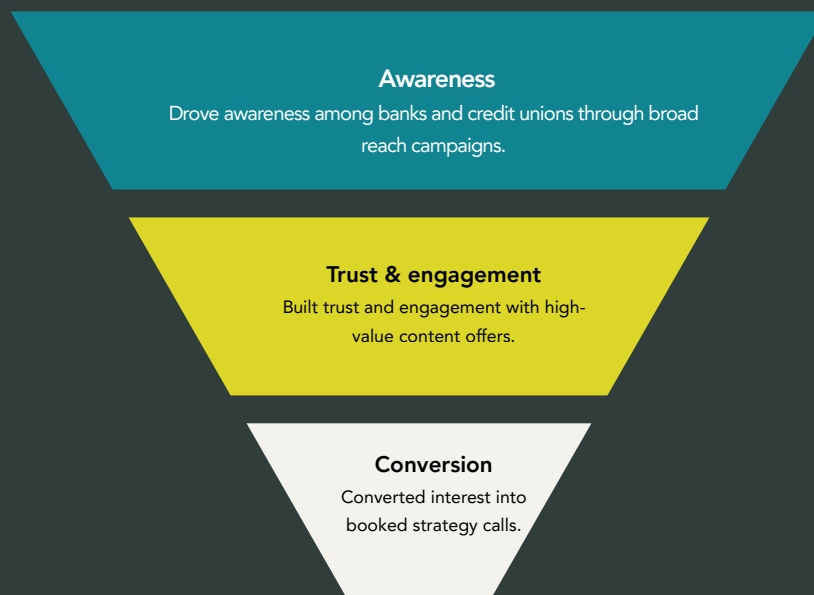 Awareness
Drove awareness among banks and credit unions through broad
reach campaigns.
Trust & engagement
Built trust and engagement with high-
value content offers.
Conversion
Converted interest into
booked strategy calls.